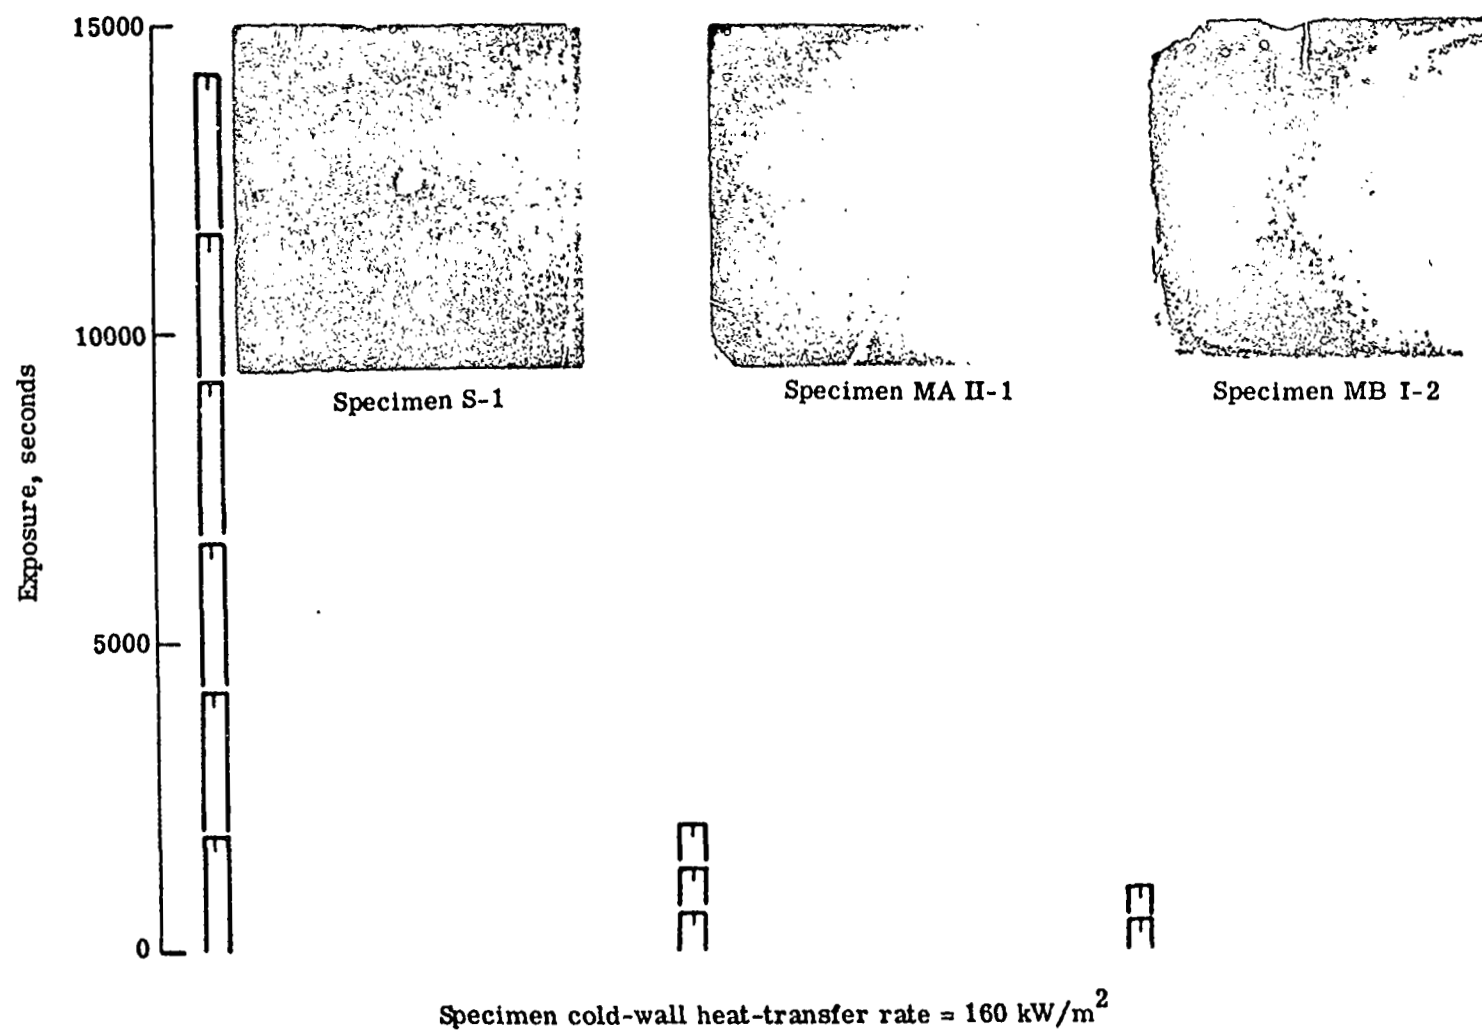 15000
10000
5000
0
Exposure, seconds
Specimen S-1
Specimen MA II-1
Specimen MB I-2
Specimen cold-wall heat-transfer rate = 160 kW/m²